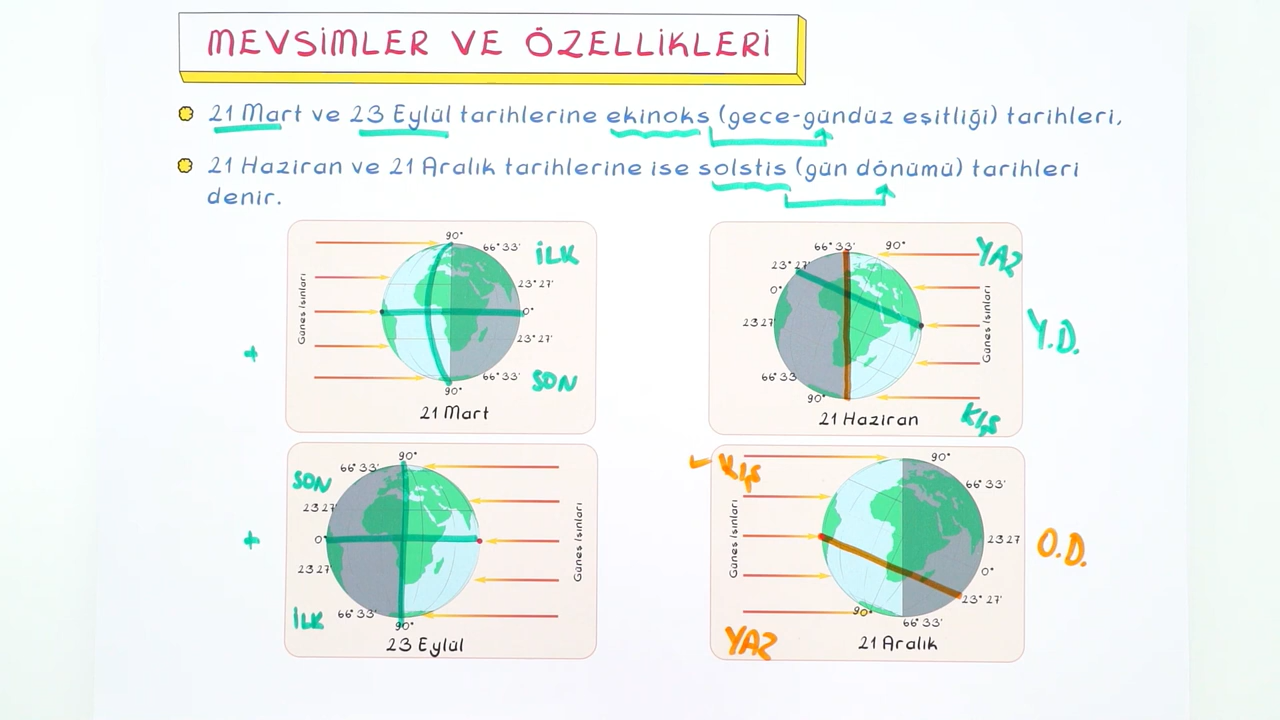 MEVSİMLER VE ÖZELLİKLERİ
21 Mart ve 23 Eylül tarihlerine ekinoks (gece-gündüz eşitliği) tarihleri,
21 Haziran ve 21 Aralık tarihlerine ise solstis (gün dönümü) tarihleri
denir.
90°
66° 33'
İLK
23° 27'
Güneş Işınları
0°
23° 27'
+
66° 33'
SON
90°
21 Mart
66° 33'
90°
YAZ
23° 27'
0°
Güneş Işınları
23 27'
Y.D.
66° 33'
90°
KIŞ
21 Haziran
90°
66° 33'
SON
23 27'
Güneş Işınları
0°
+
23 27'
66° 33'
İLK
90°
23 Eylül
90°
KIŞ
66° 33'
Güneş Işınları
23 27
O.D.
0°
23° 27'
90°
66° 33'
YAZ
21 Aralık